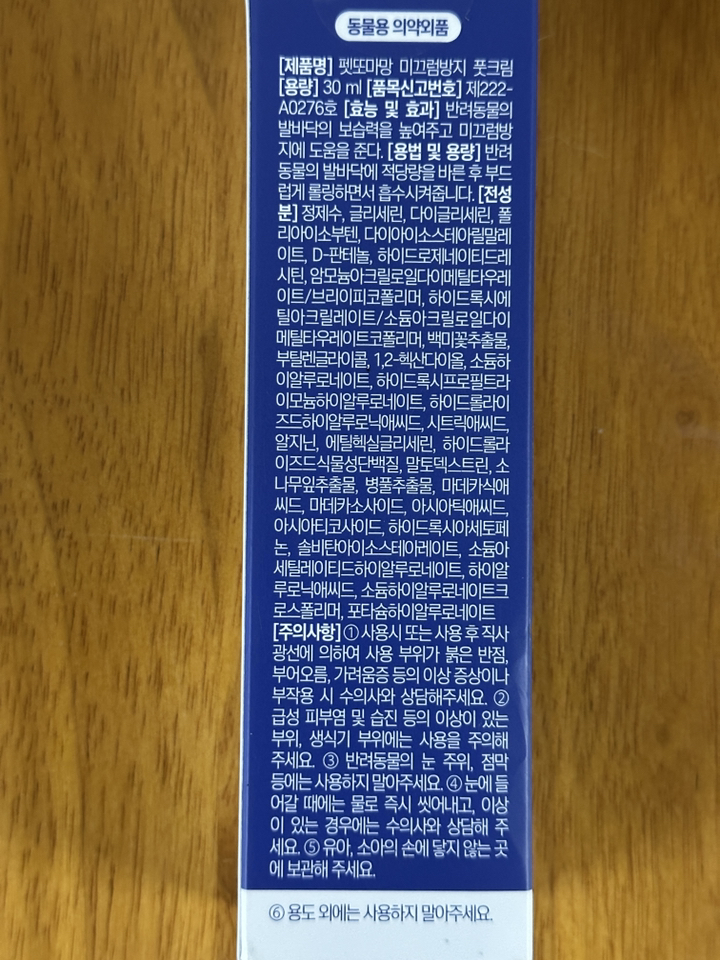 동물용 의약외품
[제품명] 펫또마망 미끄럼방지 풋크림
[용량] 30 ml [품목신고번호] 제222-
A0276호 [효능 및 효과] 반려동물의
발바닥의 보습력을 높여주고 미끄럼방
지에 도움을 준다. [용법 및 용량] 반려
동물의 발바닥에 적당량을 바른 후 부드
럽게 롤링하면서 흡수시켜줍니다. [전성
분] 정제수, 글리세린, 다이글리세린, 폴
리아이소부텐, 다이아이소스테아릴말레
이트, D-판테놀, 하이드로제네이티드레
시틴, 암모늄아크릴로일다이메틸타우레
이트/브이피코폴리머, 하이드록시에
틸아크릴레이트/소듐아크릴로일다이
메틸타우레이트코폴리머, 백미꽃추출물,
부틸렌글라이콜, 1,2-헥산다이올, 소듐하
이알루로네이트, 하이드록시프로필트라
이모늄하이알루로네이트, 하이드롤라이
즈드하이알루로닉애씨드, 시트릭애씨드,
알지닌, 에틸헥실글리세린, 하이드롤라
이즈드식물성단백질, 말토덱스트린, 소
나무잎추출물, 병풀추출물, 마데카식애
씨드, 마데카소사이드, 아시아틱애씨드,
아시아티코사이드, 하이드록시아세토페
논, 솔비탄아이소스테아레이트, 소듐아
세틸레이티드하이알루로네이트, 하이알
루로닉애씨드, 소듐하이알루로네이트크
로스폴리머, 포타슘하이알루로네이트
[주의사항] ① 사용시 또는 사용 후 직사
광선에 의하여 사용 부위가 붉은 반점,
부어오름, 가려움증 등의 이상 증상이나
부작용 시 수의사와 상담해주세요. ②
급성 피부염 및 습진 등의 이상이 있는
부위, 생식기 부위에는 사용을 주의해
주세요. ③ 반려동물의 눈 주위, 점막
등에는 사용하지 말아주세요. ④ 눈에 들
어갈 때에는 물로 즉시 씻어내고, 이상
이 있는 경우에는 수의사와 상담해 주
세요. ⑤ 유아, 소아의 손에 닿지 않는 곳
에 보관해 주세요.
⑥ 용도 외에는 사용하지 말아주세요.